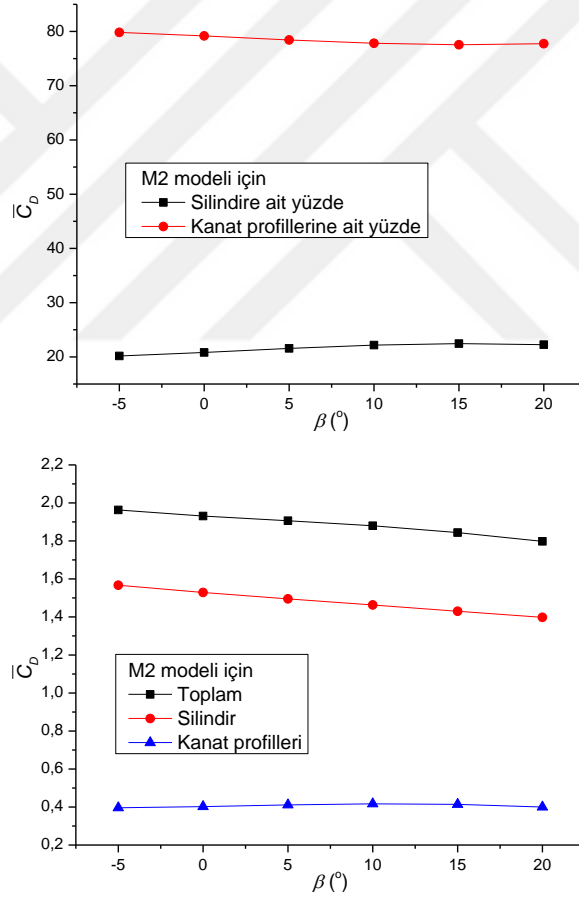 80
70
60
50
40
30
20
C̅D
M2 modeli için
Silindire ait yüzde
Kanat profillerine ait yüzde
-5 0 5 10 15 20
β (º)
2,2
2,0
1,8
1,6
1,4
1,2
1,0
0,8
0,6
0,4
0,2
C̅D
M2 modeli için
Toplam
Silindir
Kanat profilleri
-5 0 5 10 15 20
β (º)